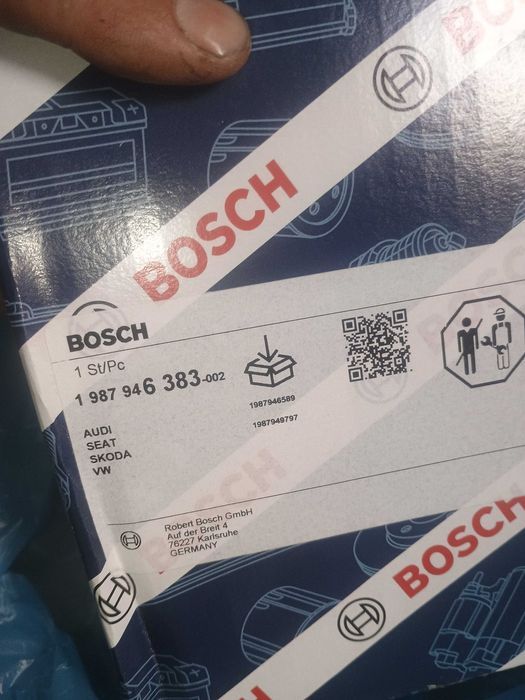 BOSCH
BOSCH
BOSCH
1 St/Pc
1 987 946 383-002
1987946589
1987949797
AUDI
SEAT
SKODA
VW
Robert Bosch GmbH
Auf der Breit 4
76227 Karlsruhe
GERMANY
BOSCH